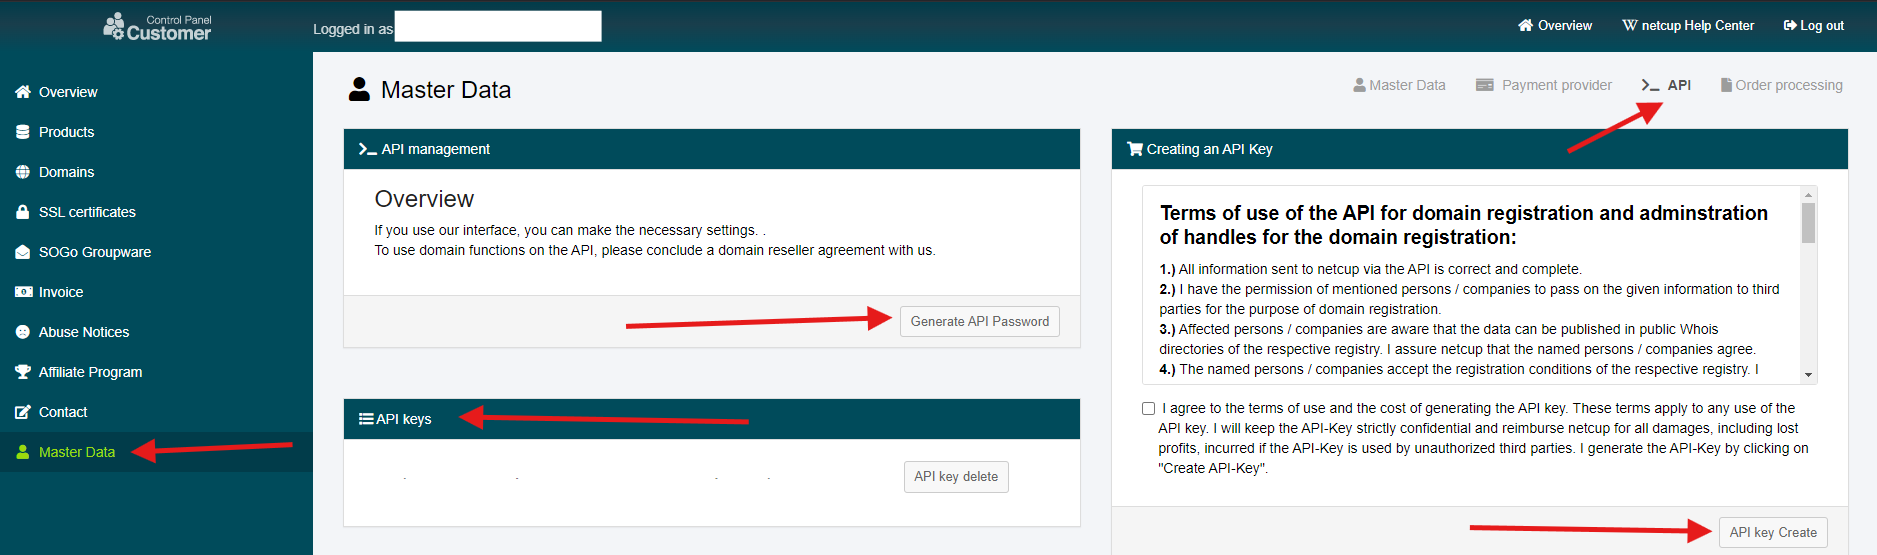 Control Panel
Customer
Logged in as
Overview
netcup Help Center
Log out
Overview
Products
Domains
SSL certificates
SOGo Groupware
Invoice
Abuse Notices
Affiliate Program
Contact
Master Data
Master Data
Master Data
Payment provider
API
Order processing
API management
Overview
If you use our interface, you can make the necessary settings. .
To use domain functions on the API, please conclude a domain reseller agreement with us.
Generate API Password
API keys
API key delete
Creating an API Key
Terms of use of the API for domain registration and adminstration
of handles for the domain registration:
1.) All information sent to netcup via the API is correct and complete.
2.) I have the permission of mentioned persons / companies to pass on the given information to third
parties for the purpose of domain registration.
3.) Affected persons / companies are aware that the data can be published in public Whois
directories of the respective registry. I assure netcup that the named persons / companies agree.
4.) The named persons / companies accept the registration conditions of the respective registry. I
I agree to the terms of use and the cost of generating the API key. These terms apply to any use of the
API key. I will keep the API-Key strictly confidential and reimburse netcup for all damages, including lost
profits, incurred if the API-Key is used by unauthorized third parties. I generate the API-Key by clicking on
"Create API-Key".
API key Create